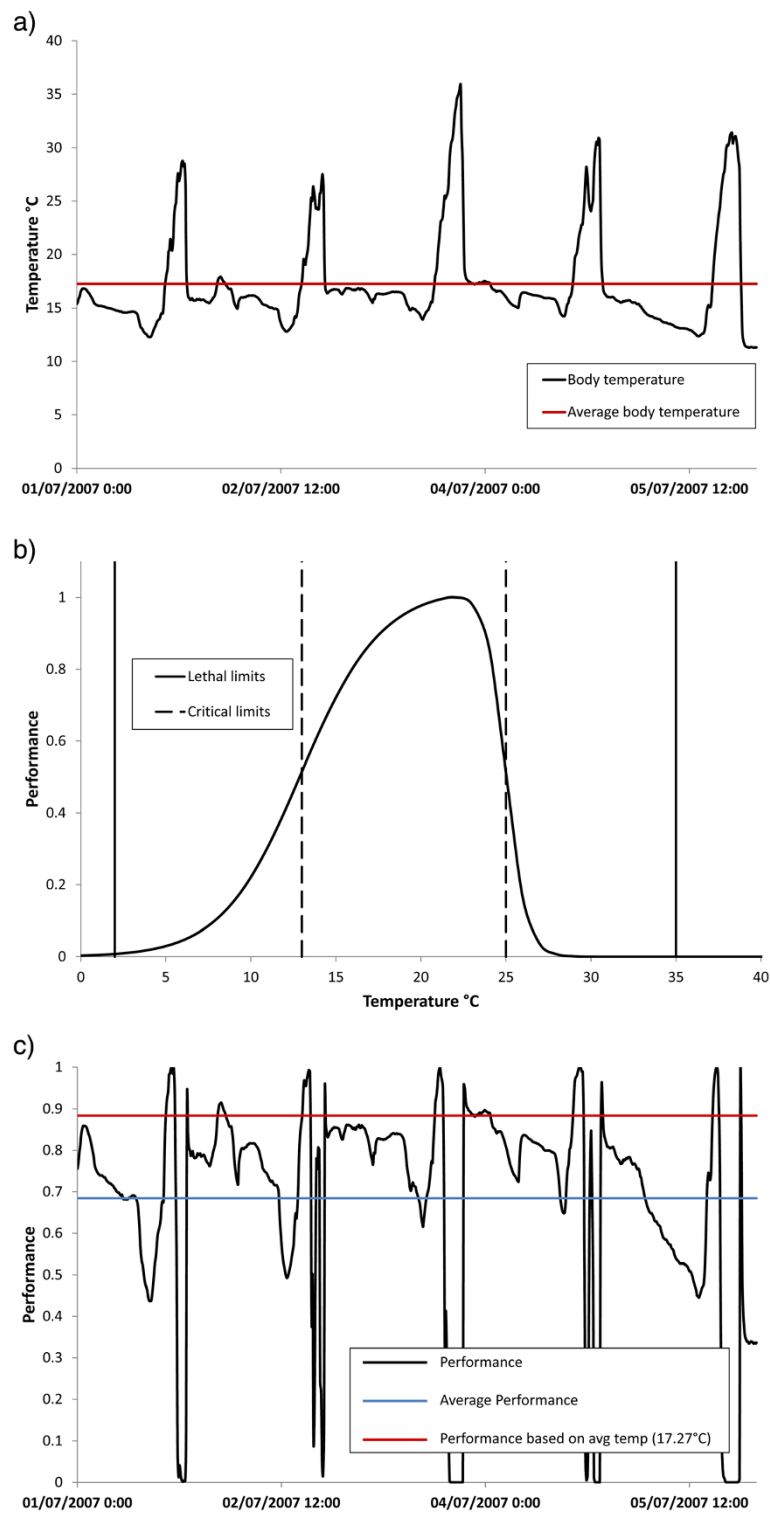 a)
40
35
30
25
20
15
10
5
0
Temperature °C
Body temperature
Average body temperature
01/07/2007 0:00 02/07/2007 12:00 04/07/2007 0:00 05/07/2007 12:00
b)
1
0.8
0.6
0.4
0.2
0
Performance
Lethal limits
Critical limits
0 5 10 15 20 25 30 35 40
Temperature °C
c)
1
0.9
0.8
0.7
0.6
0.5
0.4
0.3
0.2
0.1
0
Performance
Performance
Average Performance
Performance based on avg temp (17.27°C)
01/07/2007 0:00 02/07/2007 12:00 04/07/2007 0:00 05/07/2007 12:00